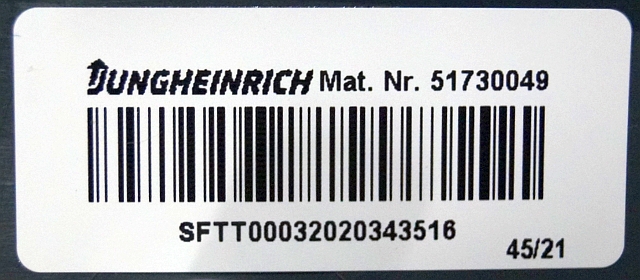 JUNGHEINRICH Mat. Nr. 51730049
SFTT00032020343516
45/21